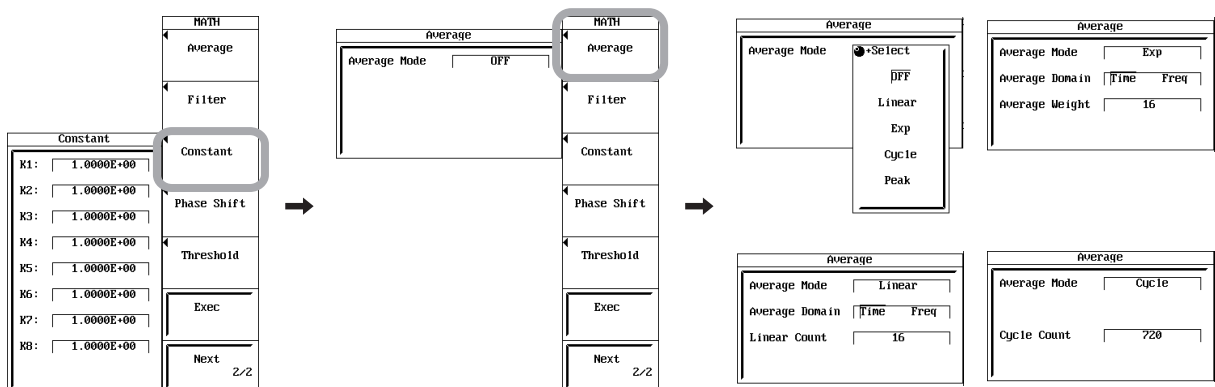 MATH
Average
Filter
Constant
Phase Shift
Threshold
Exec
Next
2/2
Constant
K1: 1.0000E+00
K2: 1.0000E+00
K3: 1.0000E+00
K4: 1.0000E+00
K5: 1.0000E+00
K6: 1.0000E+00
K7: 1.0000E+00
K8: 1.0000E+00
Average
Average Mode OFF
MATH
Average
Filter
Constant
Phase Shift
Threshold
Exec
Next
2/2
Average
Average Mode
+Select
OFF
Linear
Exp
Cycle
Peak
Average
Average Mode Exp
Average Domain Time Freq
Average Weight 16
Average
Average Mode Linear
Average Domain Time Freq
Linear Count 16
Average
Average Mode Cycle
Cycle Count 720